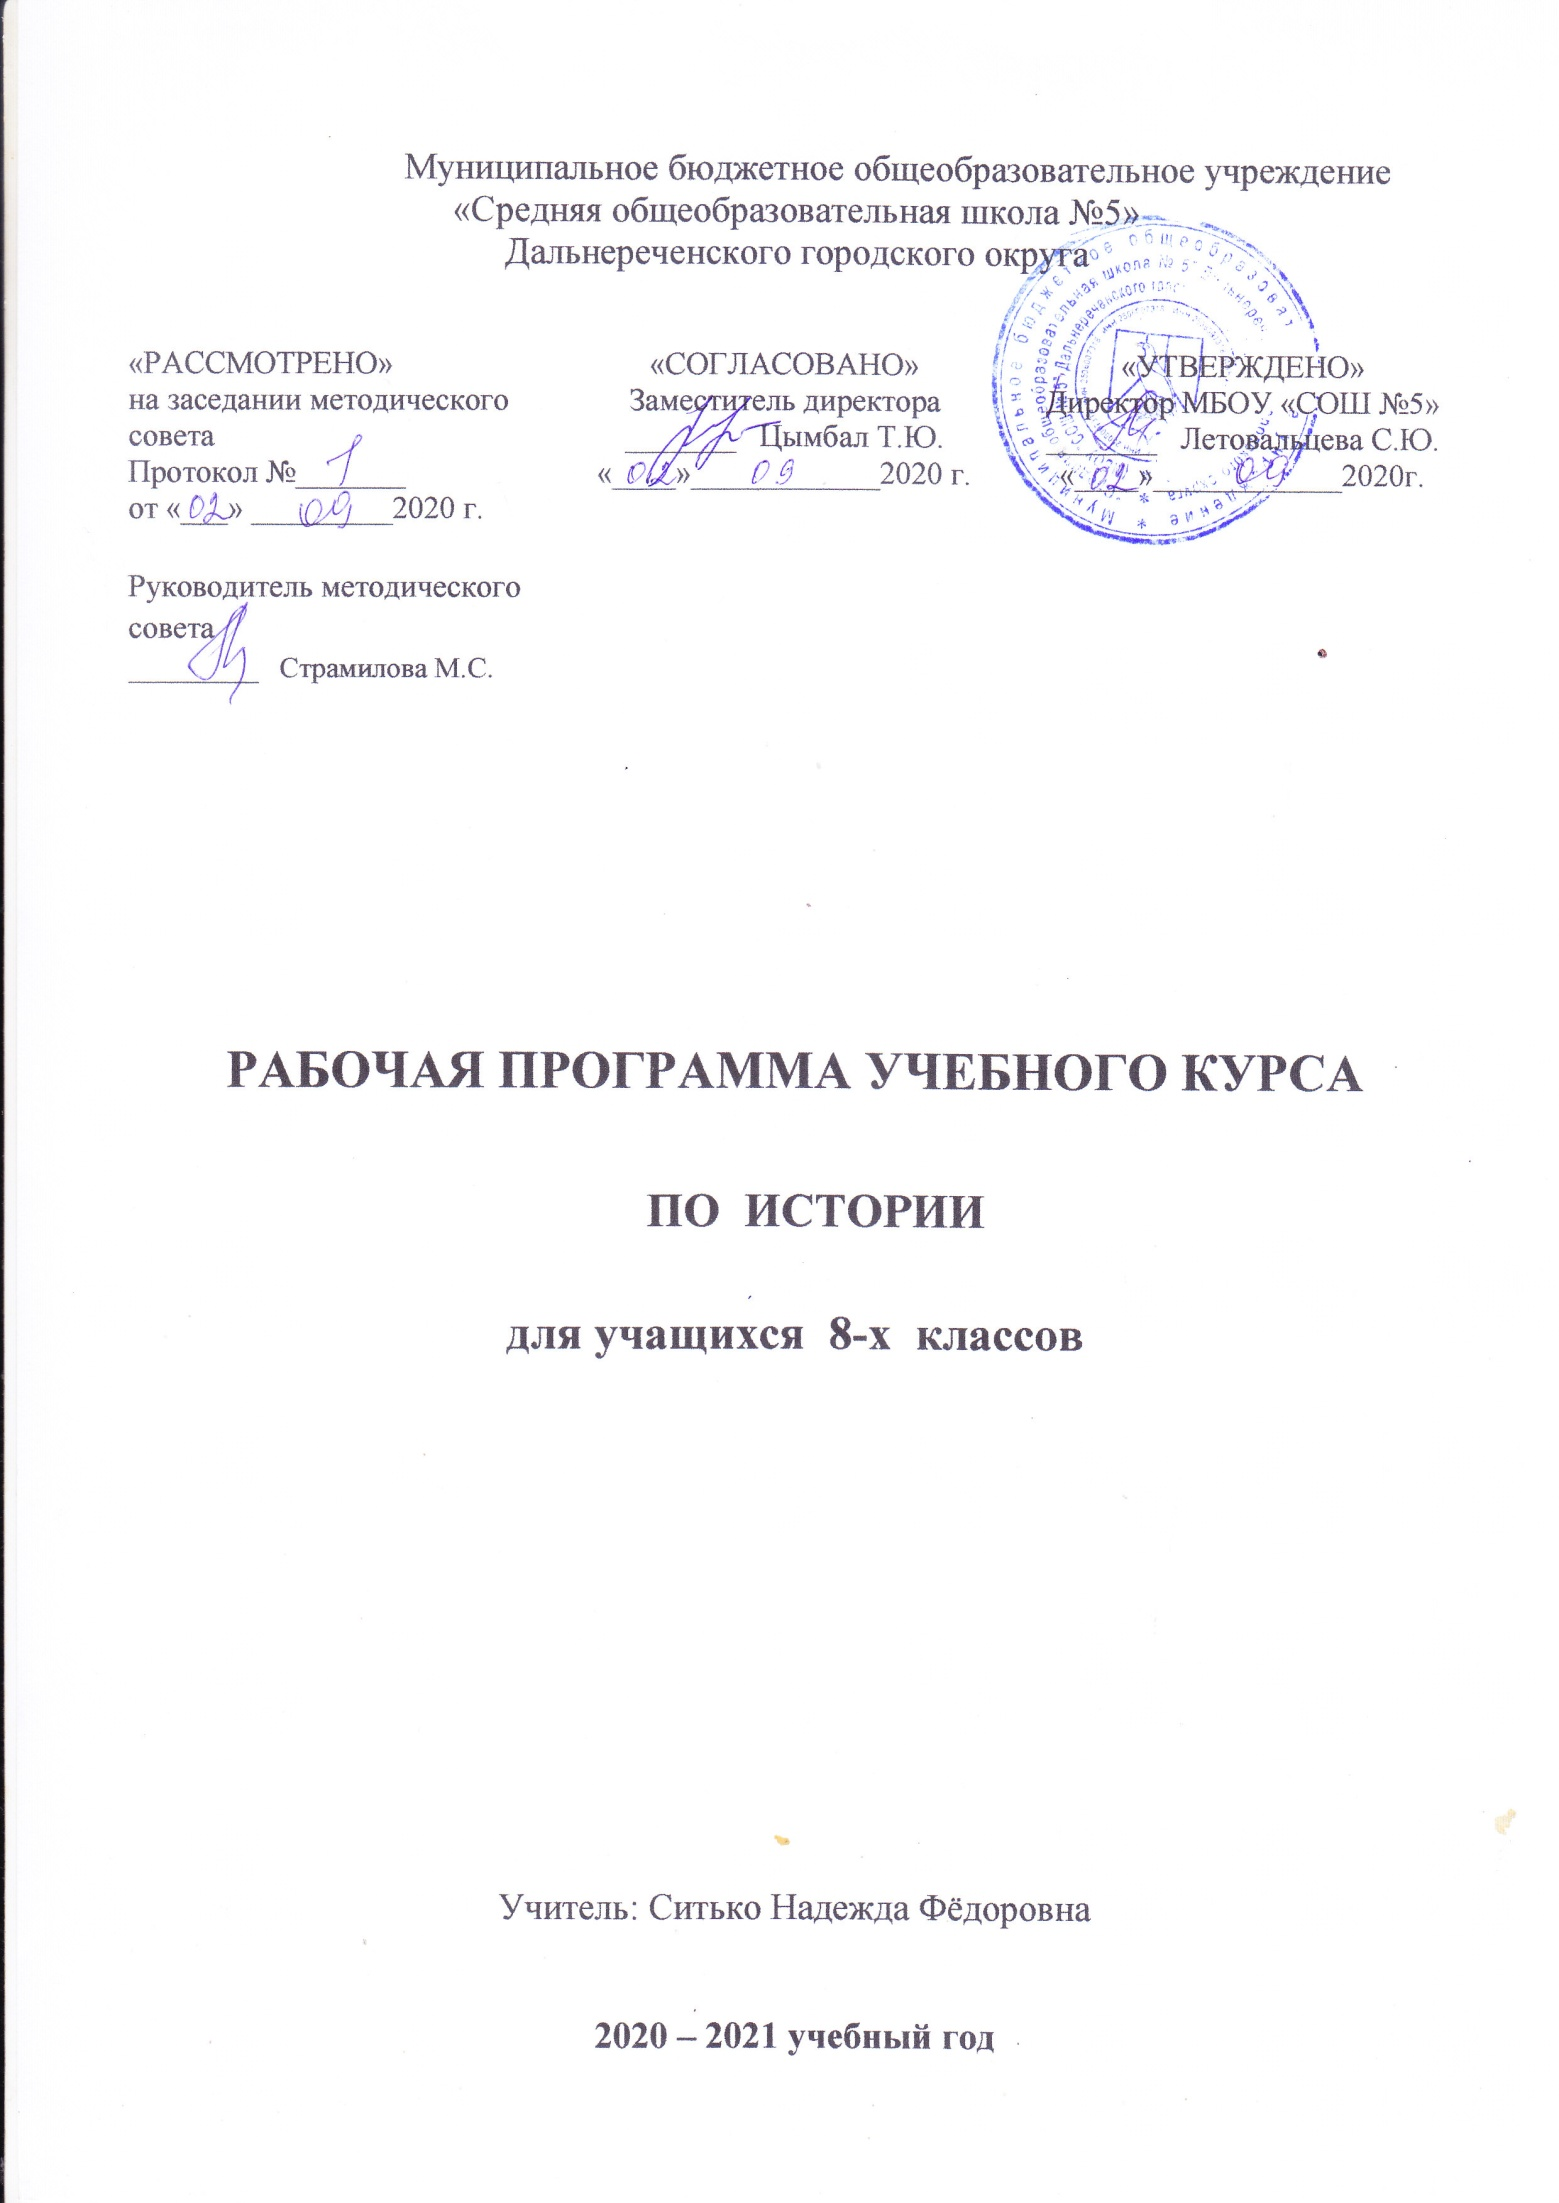 Муниципальное бюджетное общеобразовательное учреждение
«Средняя общеобразовательная школа №5»
Дальнереченского городского округа
«РАССМОТРЕНО»
на заседании методического
совета
Протокол № 1
от «02» 09 2020 г.
Руководитель методического
совета
Страмилова М.С.
«СОГЛАСОВАНО»
Заместитель директора
Цымбал Т.Ю.
«02» 09 2020 г.
«УТВЕРЖДЕНО»
Директор МБОУ «СОШ №5»
Летовальцева С.Ю.
«02» 09 2020г.
РАБОЧАЯ ПРОГРАММА УЧЕБНОГО КУРСА
ПО ИСТОРИИ
для учащихся 8-х классов
Учитель: Ситько Надежда Фёдоровна
2020 – 2021 учебный год